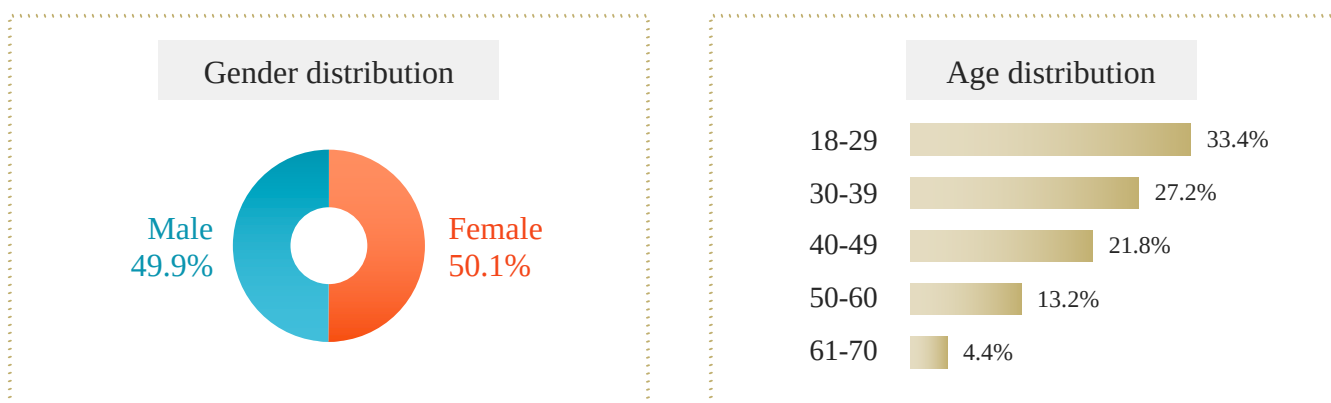 Gender distribution
Male
49.9%
Female
50.1%
Age distribution
18-29 33.4%
30-39 27.2%
40-49 21.8%
50-60 13.2%
61-70 4.4%